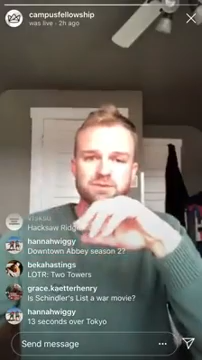 campusfellowship
was live · 2h ago
Hacksaw Ridge
hannahwiggy
Downtown Abbey season 2?
bekahastings
LOTR: Two Towers
grace.kaetterhenry
Is Schindler's List a war movie?
hannahwiggy
13 seconds over Tokyo
Send message